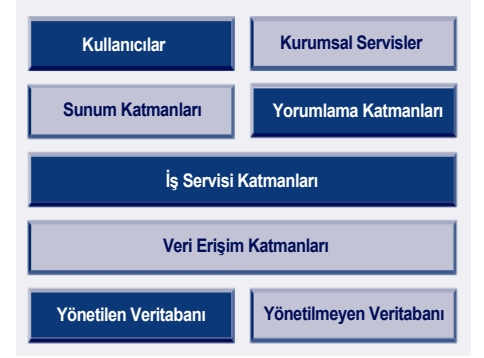 Kullanıcılar
Kurumsal Servisler
Sunum Katmanları
Yorumlama Katmanları
İş Servisi Katmanları
Veri Erişim Katmanları
Yönetilen Veritabanı
Yönetilmeyen Veritabanı